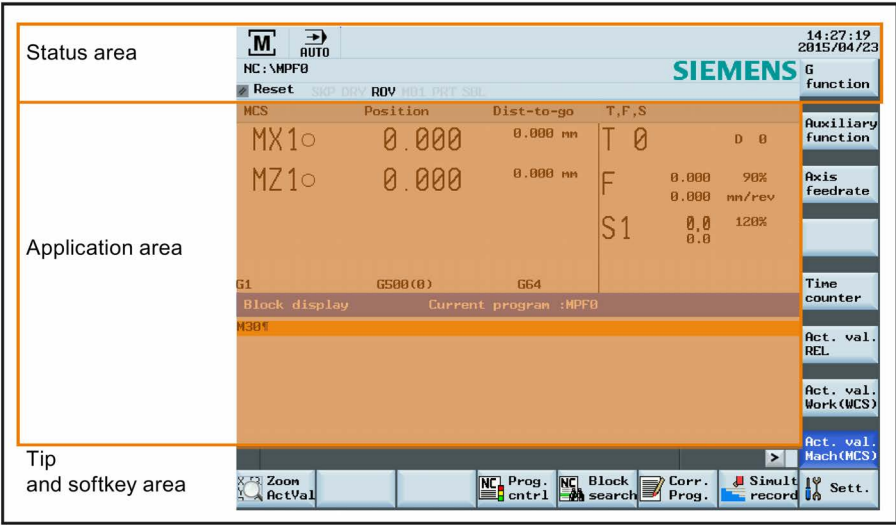 Status area
M
AUTO
14:27:19
2015/04/23
NC:\MPF0
SIEMENS
Reset SKP DRY ROV M01 PRT SBL
G
function
MCS Position Dist-to-go T,F,S
MX1 0.000 0.000 mm T 0 D 0
Auxiliary
function
MZ1 0.000 0.000 mm F 0.000 90%
0.000 mm/rev
Axis
feedrate
S1 0.0 120%
0.0
Application area
G1 G500(0) G64
Time
counter
Block display Current program :MPF0
M30¶
Act. val.
REL
Act. val.
Work(WCS)
Act. val.
Mach(MCS)
Tip
and softkey area
>
Zoom
ActVal
NC Prog.
cntrl
NC Block
search
Corr.
Prog.
Simult
record
Sett.